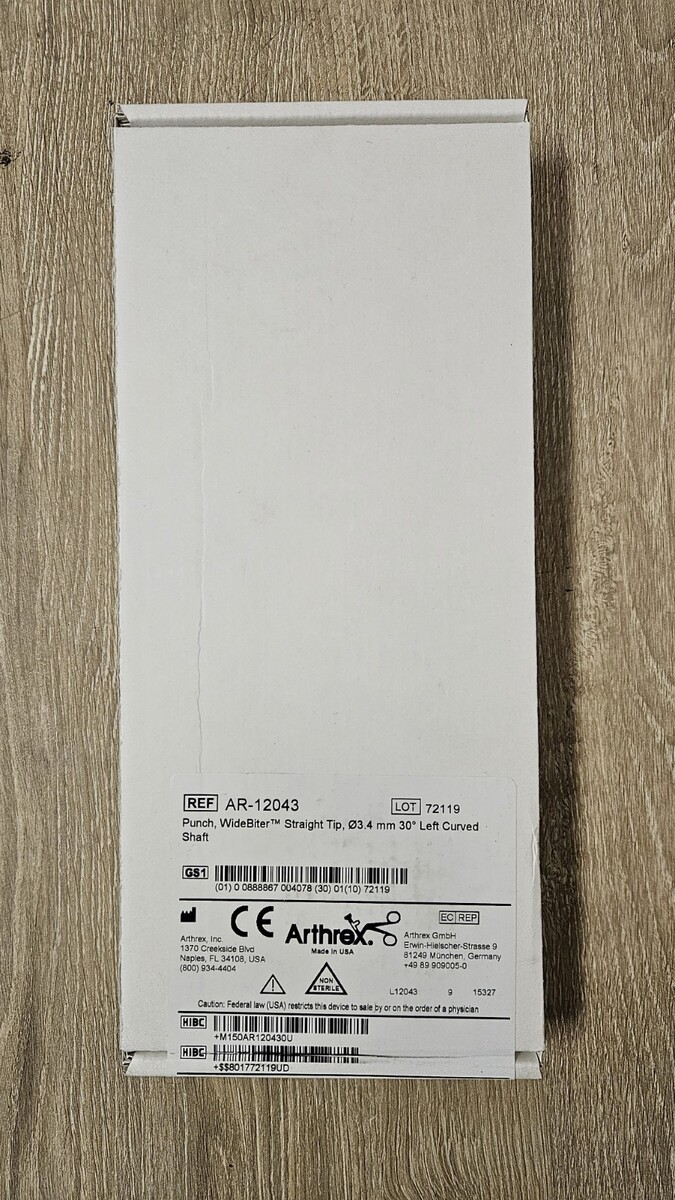 REF AR-12043 LOT 72119
Punch, WideBiter™ Straight Tip, Ø3.4 mm 30° Left Curved
Shaft
GS1
(01) 0 0888867 004078 (30) 01(10) 72119
CE Arthrex® EC REP
Made in USA
Arthrex, Inc.
1370 Creekside Blvd
Naples, FL 34108, USA
(800) 934-4404
Arthrex GmbH
Erwin-Hielscher-Strasse 9
81249 München, Germany
+49 89 909005-0
NON
STERILE
L12043 9 15327
Caution: Federal law (USA) restricts this device to sale by or on the order of a physician
HIBC
+M150AR120430U
HIBC
+$$801772119UD